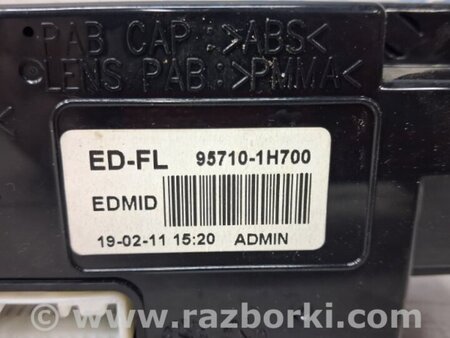 PAB CAP.:>ABS<
LENS PAB.:>PMMA<
ED-FL 95710-1H700
EDMID
19-02-11 15:20 ADMIN
© www.razborki.com